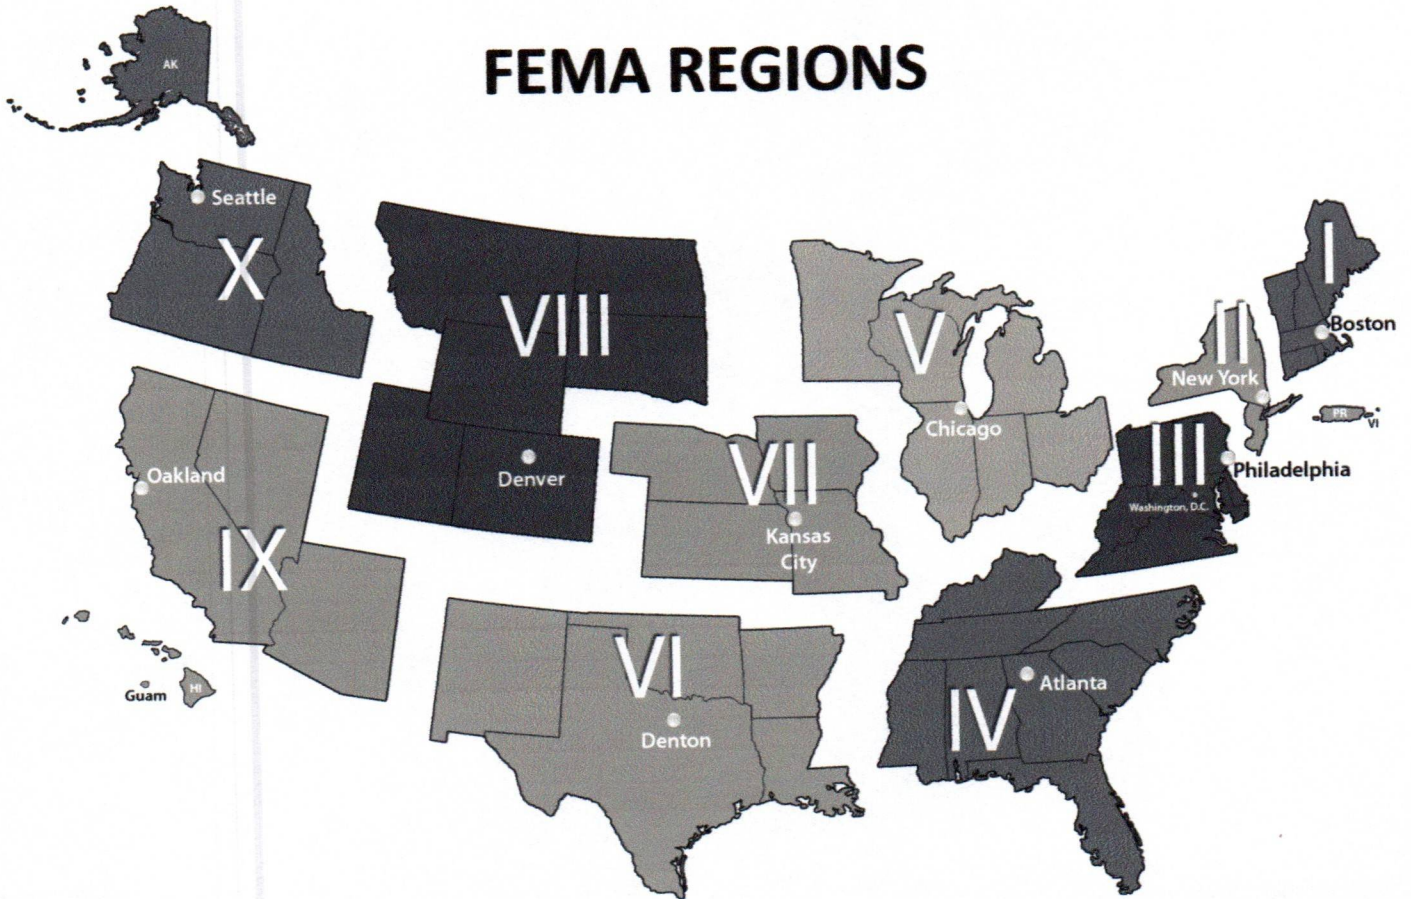 FEMA REGIONS
AK
Seattle
X
VIII
V
Chicago
I
Boston
II
New York
PR
VI
III
Philadelphia
Washington, D.C.
Oakland
IX
Denver
VII
Kansas
City
Guam
HI
VI
Denton
IV
Atlanta